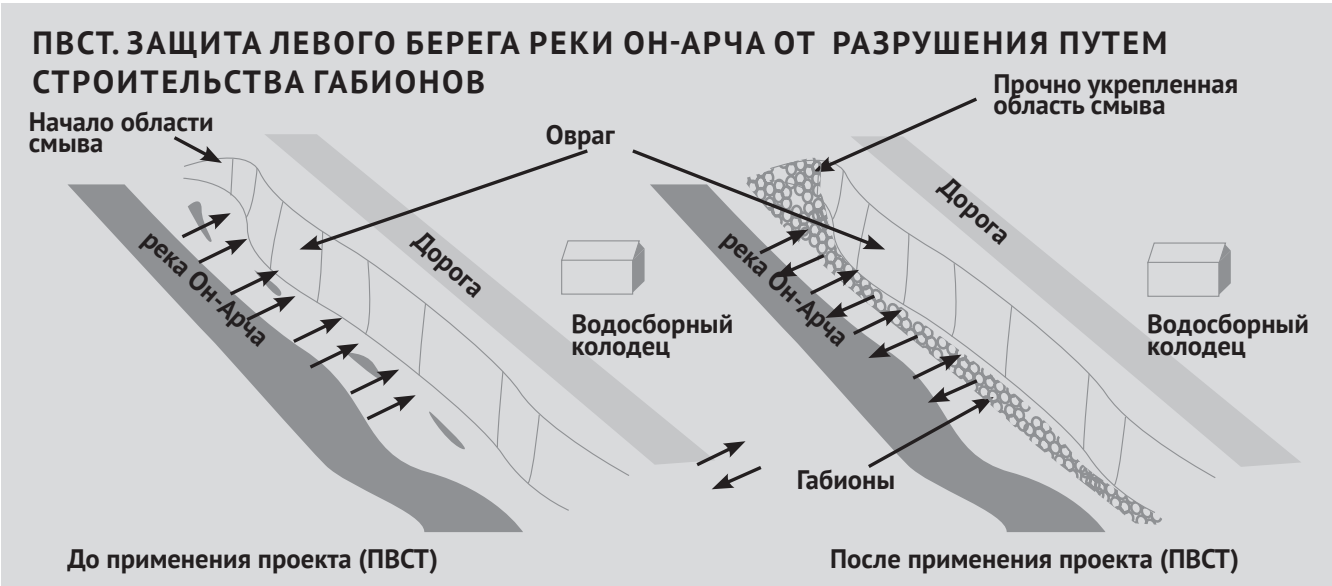 ПВСТ. ЗАЩИТА ЛЕВОГО БЕРЕГА РЕКИ ОН-АРЧА ОТ РАЗРУШЕНИЯ ПУТЕМ
СТРОИТЕЛЬСТВА ГАБИОНОВ
Начало области
смыва
Овраг
Прочно укрепленная
область смыва
река Он-Арча
Дорога
Водосборный
колодец
река Он-Арча
Дорога
Водосборный
колодец
Габионы
До применения проекта (ПВСТ)
После применения проекта (ПВСТ)